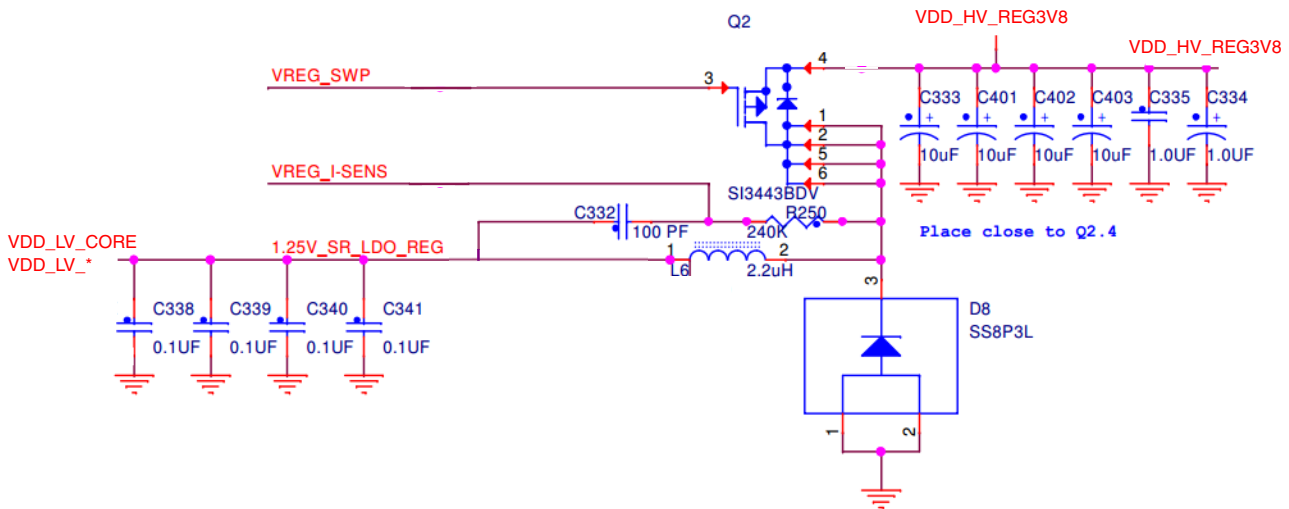 Q2
VDD_HV_REG3V8
VDD_HV_REG3V8
VREG_SWP
3
4
C333
C401
C402
C403
C335
C334
+
+
+
+
+
10uF
10uF
10uF
10uF
1.0UF
1.0UF
1
2
5
6
VREG_I-SENS
SI3443BDV
C332
100 PF
R250
240K
Place close to Q2.4
VDD_LV_CORE
VDD_LV_*
1.25V_SR_LDO_REG
1
L6
2.2uH
2
3
C338
C339
C340
C341
0.1UF
0.1UF
0.1UF
0.1UF
D8
SS8P3L
1
2